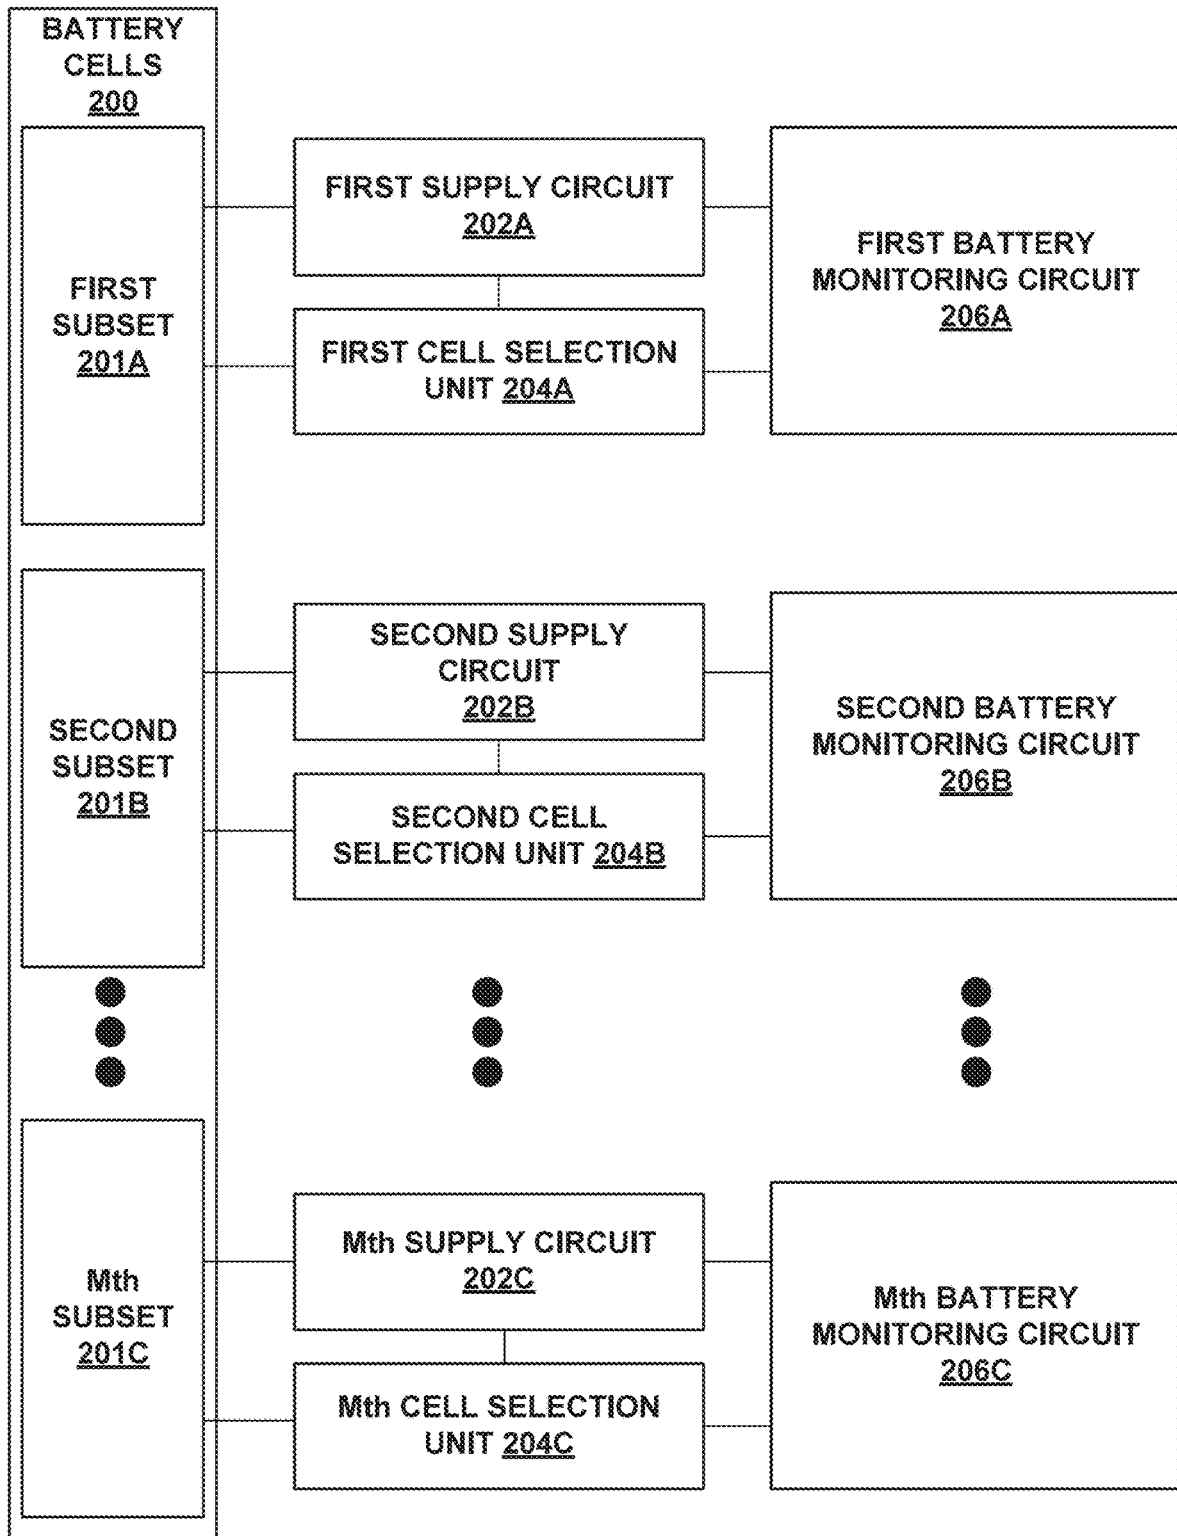 BATTERY
CELLS
200
FIRST
SUBSET
201A
FIRST SUPPLY CIRCUIT
202A
FIRST CELL SELECTION
UNIT 204A
FIRST BATTERY
MONITORING CIRCUIT
206A
SECOND
SUBSET
201B
SECOND SUPPLY
CIRCUIT
202B
SECOND CELL
SELECTION UNIT 204B
SECOND BATTERY
MONITORING CIRCUIT
206B
Mth
SUBSET
201C
Mth SUPPLY CIRCUIT
202C
Mth CELL SELECTION
UNIT 204C
Mth BATTERY
MONITORING CIRCUIT
206C